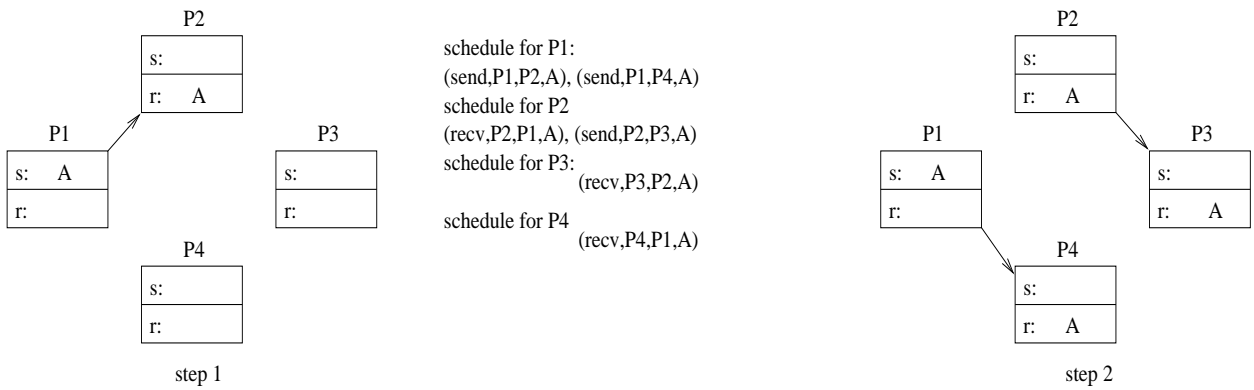 P2
s:
r: A
P1
s: A
r:
P3
s:
r:
P4
s:
r:
step 1
schedule for P1:
(send,P1,P2,A), (send,P1,P4,A)
schedule for P2
(recv,P2,P1,A), (send,P2,P3,A)
schedule for P3:
(recv,P3,P2,A)
schedule for P4
(recv,P4,P1,A)
P2
s:
r: A
P1
s: A
r:
P3
s:
r: A
P4
s:
r: A
step 2